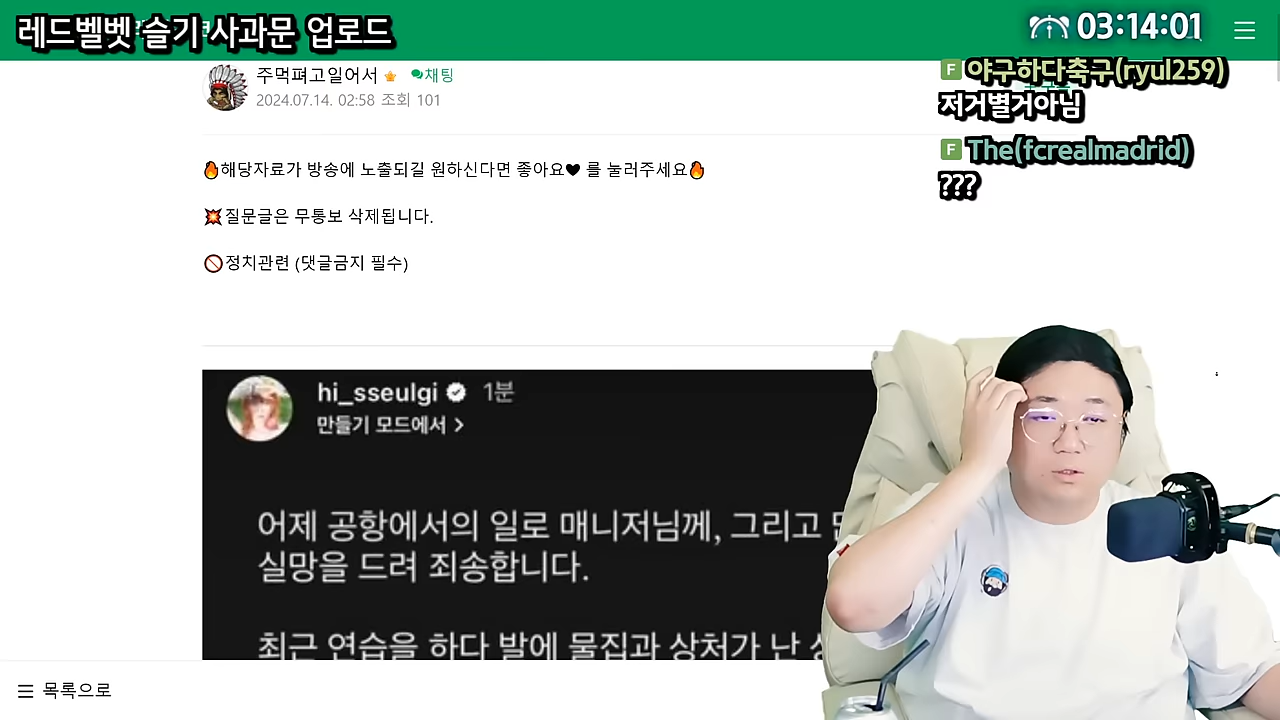 레드벨벳 슬기 사과문 업로드
03:14:01
주먹펴고일어서 채팅
2024.07.14. 02:52 조회 101
F 야구하다축구(ryul259)
저거별거아님
F The(fcrealmadrid)
???
🔥해당자료가 방송에 노출되길 원하신다면 좋아요♥ 를 눌러주세요🔥
💥질문글은 무통보 삭제됩니다.
🚫정치관련 (댓글금지 필수)
hi_sseulgi 1분
만들기 모드에서 >
어제 공항에서의 일로 매니저님께, 그리고
실망을 드려 죄송합니다.
최근 연습을 하다 발에 물집과 상처가 난
목록으로